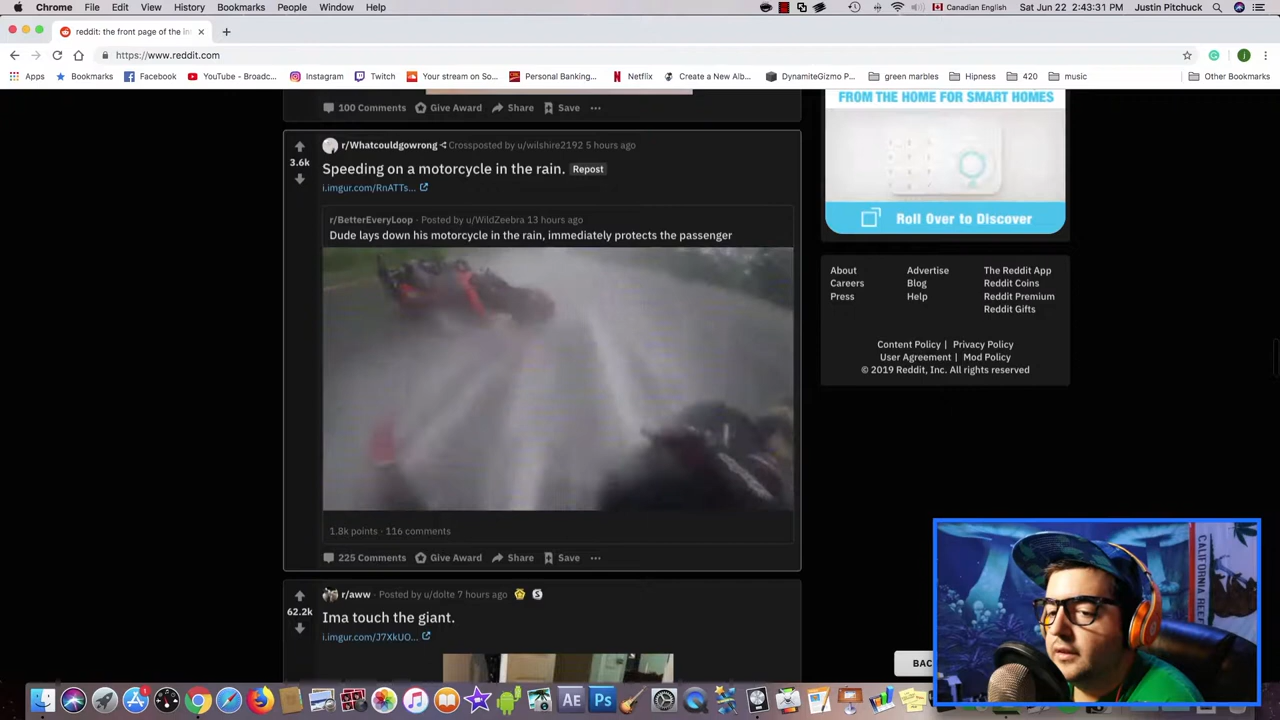 Chrome File Edit View History Bookmarks People Window Help Canadian English Sat Jun 22 2:43:31 PM Justin Pitchuck
reddit: the front page of the in
https://www.reddit.com
Apps Bookmarks Facebook YouTube - Broadc... Instagram Twitch Your stream on So... Personal Banking... Netflix Create a New Alb... DynamiteGizmo P... green marbles Hipness 420 music Other Bookmarks
100 Comments Give Award Share Save
FROM THE HOME FOR SMART HOMES
Roll Over to Discover
r/Whatcouldgowrong Crossposted by u/wilshire2192 5 hours ago
3.6k
Speeding on a motorcycle in the rain. Repost
i.imgur.com/RnATTs...
r/BetterEveryLoop · Posted by u/WildZeebra 13 hours ago
Dude lays down his motorcycle in the rain, immediately protects the passenger
1.8k points · 116 comments
225 Comments Give Award Share Save
About Advertise The Reddit App
Careers Blog Reddit Coins
Press Help Reddit Premium
Reddit Gifts
Content Policy | Privacy Policy
User Agreement | Mod Policy
© 2019 Reddit, Inc. All rights reserved
r/aww · Posted by u/dolte 7 hours ago
62.2k
Ima touch the giant.
i.imgur.com/J7XkUO...
CALIFORNIA REP
AE Ps